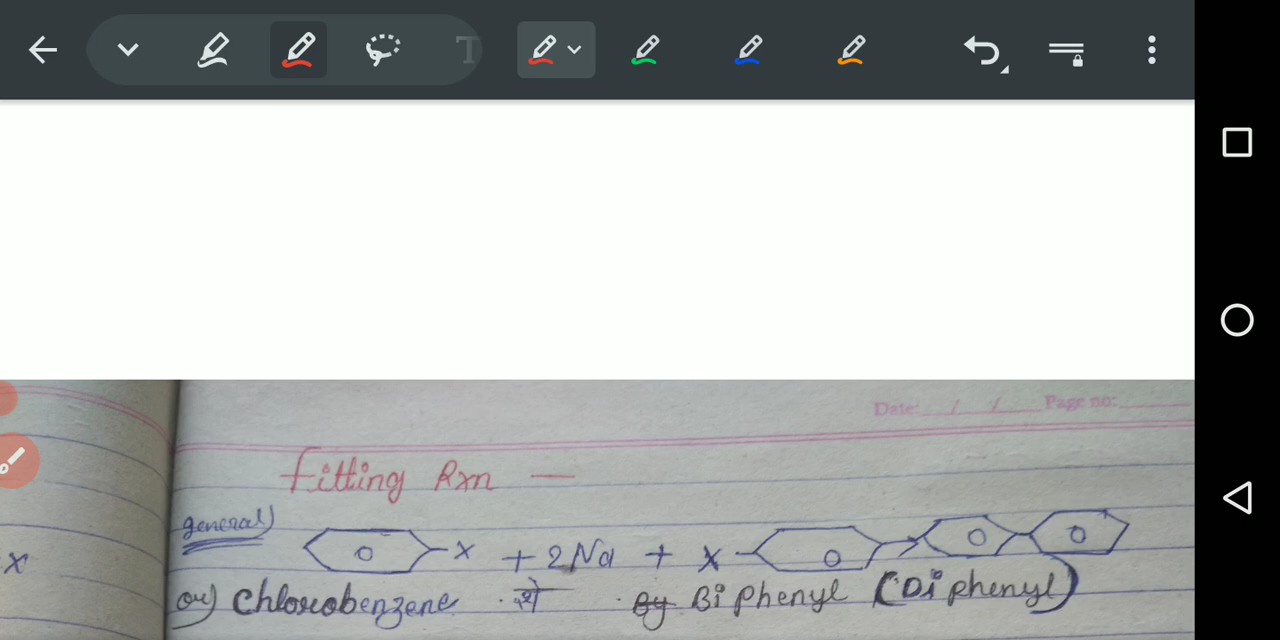 T
Date: / / Page no:
fitting Rxn —
general)
x
x + 2Na + x
or) Chlorobenzene से By Bi phenyl (Di phenyl)